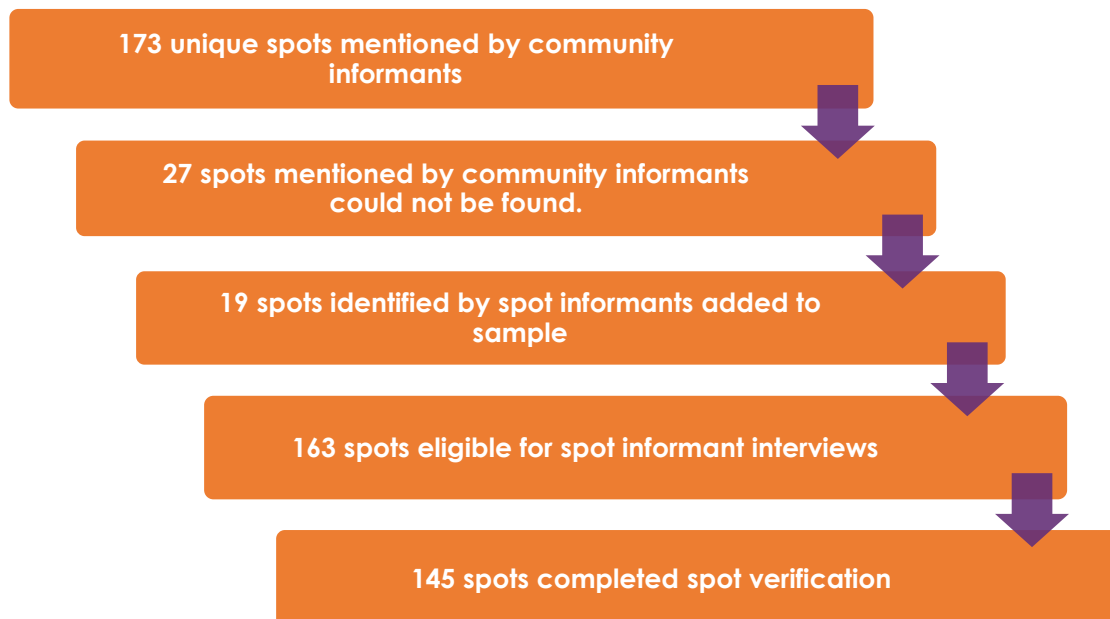 173 unique spots mentioned by community
informants
27 spots mentioned by community informants
could not be found.
19 spots identified by spot informants added to
sample
163 spots eligible for spot informant interviews
145 spots completed spot verification